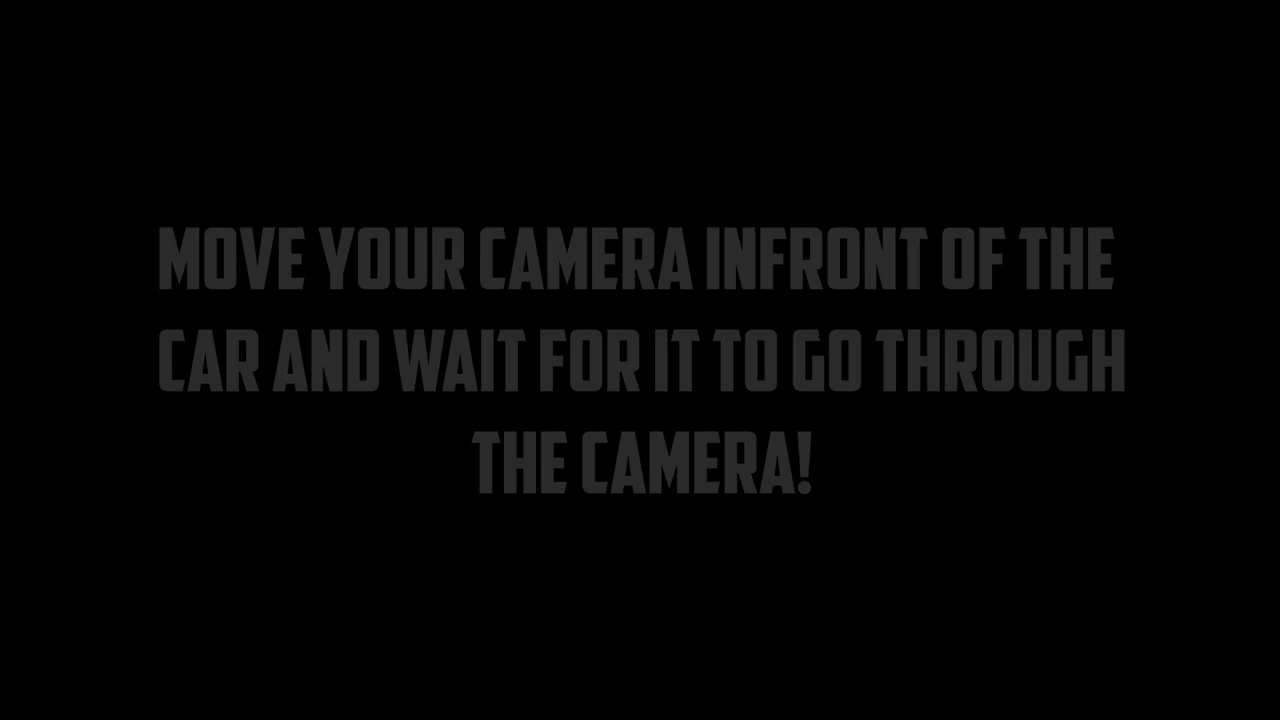 MOVE YOUR CAMERA INFRONT OF THE
CAR AND WAIT FOR IT TO GO THROUGH
THE CAMERA!